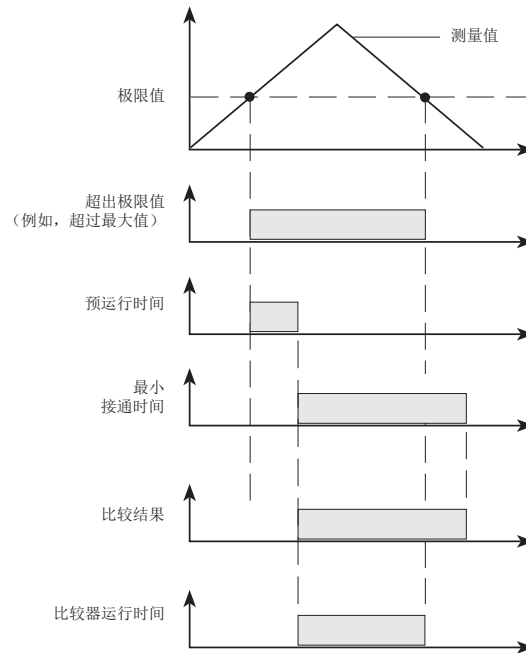 测量值
极限值
超出极限值
（例如，超过最大值）
预运行时间
最小
接通时间
比较结果
比较器运行时间